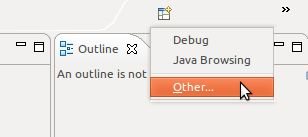 »
Debug
Outline
Java Browsing
An outline is not
Other...